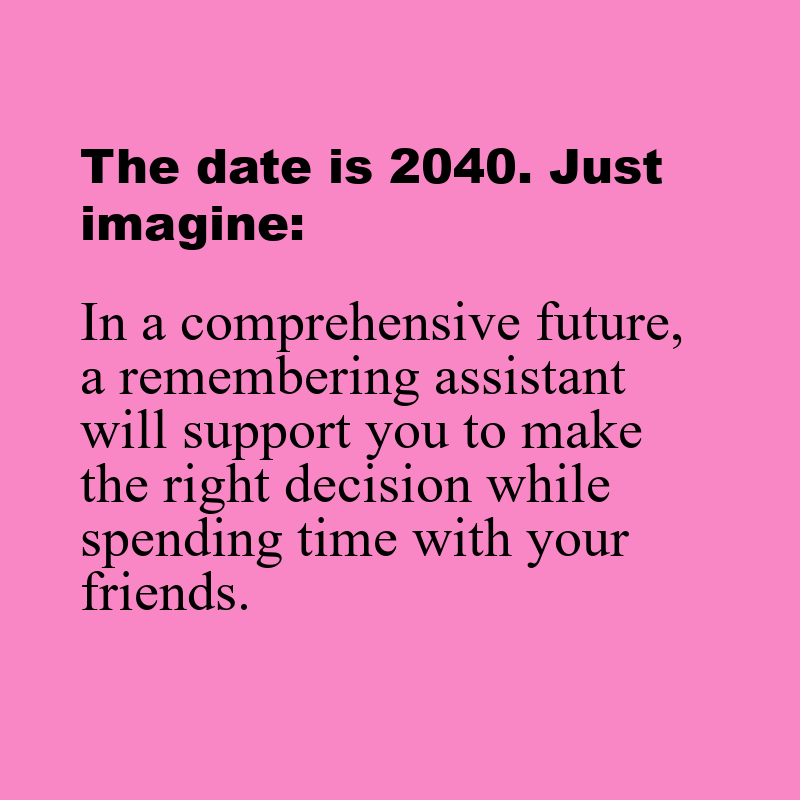 The date is 2040. Just
imagine:
In a comprehensive future,
a remembering assistant
will support you to make
the right decision while
spending time with your
friends.